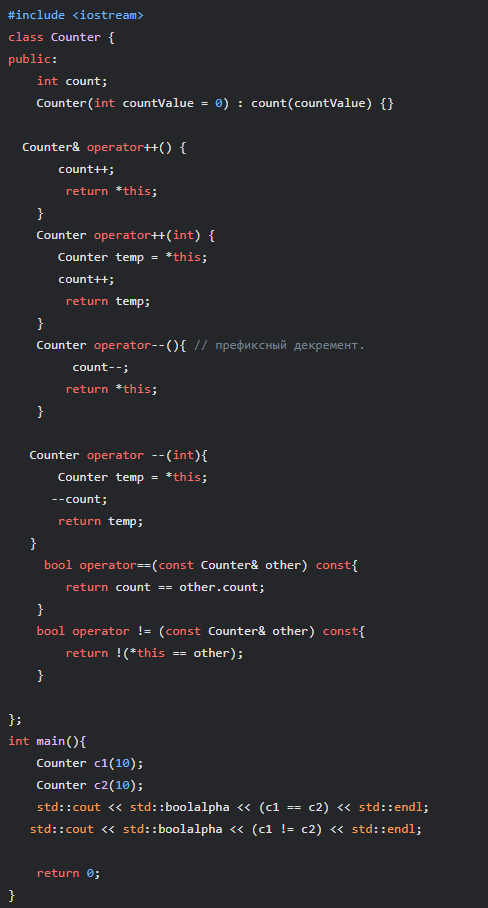 #include <iostream>
class Counter {
public:
    int count;
    Counter(int countValue = 0) : count(countValue) {}

  Counter& operator++() {
       count++;
        return *this;
    }
    Counter operator++(int) {
       Counter temp = *this;
       count++;
        return temp;
    }
    Counter operator--(){ // префиксный декремент.
         count--;
        return *this;
    }

   Counter operator --(int){
       Counter temp = *this;
      --count;
       return temp;
   }
     bool operator==(const Counter& other) const{
        return count == other.count;
    }
    bool operator != (const Counter& other) const{
        return !(*this == other);
    }

};
int main(){
    Counter c1(10);
    Counter c2(10);
    std::cout << std::boolalpha << (c1 == c2) << std::endl;
   std::cout << std::boolalpha << (c1 != c2) << std::endl;

    return 0;
}